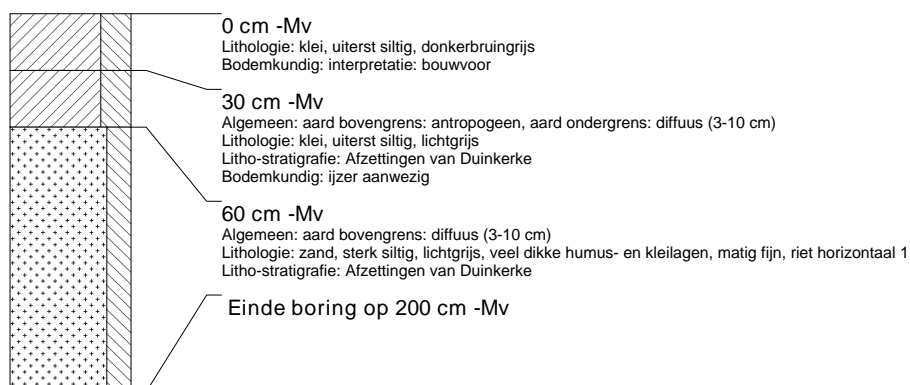 0 cm -Mv
Lithologie: klei, uiterst siltig, donkerbruingrijs
Bodemkundig: interpretatie: bouwvoor
30 cm -Mv
Algemeen: aard bovengrens: antropogeen, aard ondergrens: diffuus (3-10 cm)
Lithologie: klei, uiterst siltig, lichtgrijs
Litho-stratigrafie: Afzettingen van Duinkerke
Bodemkundig: ijzer aanwezig
60 cm -Mv
Algemeen: aard bovengrens: diffuus (3-10 cm)
Lithologie: zand, sterk siltig, lichtgrijs, veel dikke humus- en kleilagen, matig fijn, riet horizontaal 1
Litho-stratigrafie: Afzettingen van Duinkerke
Einde boring op 200 cm -Mv